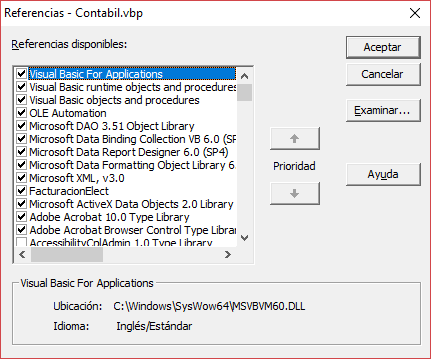 Referencias - Contabil.vbp
Referencias disponibles:
Visual Basic For Applications
Visual Basic runtime objects and procedures
Visual Basic objects and procedures
OLE Automation
Microsoft DAO 3.51 Object Library
Microsoft Data Binding Collection VB 6.0 (SP
Microsoft Data Report Designer 6.0 (SP4)
Microsoft Data Formatting Object Library 6.
Microsoft XML, v3.0
FacturacionElect
Microsoft ActiveX Data Objects 2.0 Library
Adobe Acrobat 10.0 Type Library
Adobe Acrobat Browser Control Type Library
AccessibilityCplAdmin 1.0 Type Library
Prioridad
Aceptar
Cancelar
Examinar...
Ayuda
Visual Basic For Applications
Ubicación: C:\Windows\SysWow64\MSVBVM60.DLL
Idioma: Inglés/Estándar